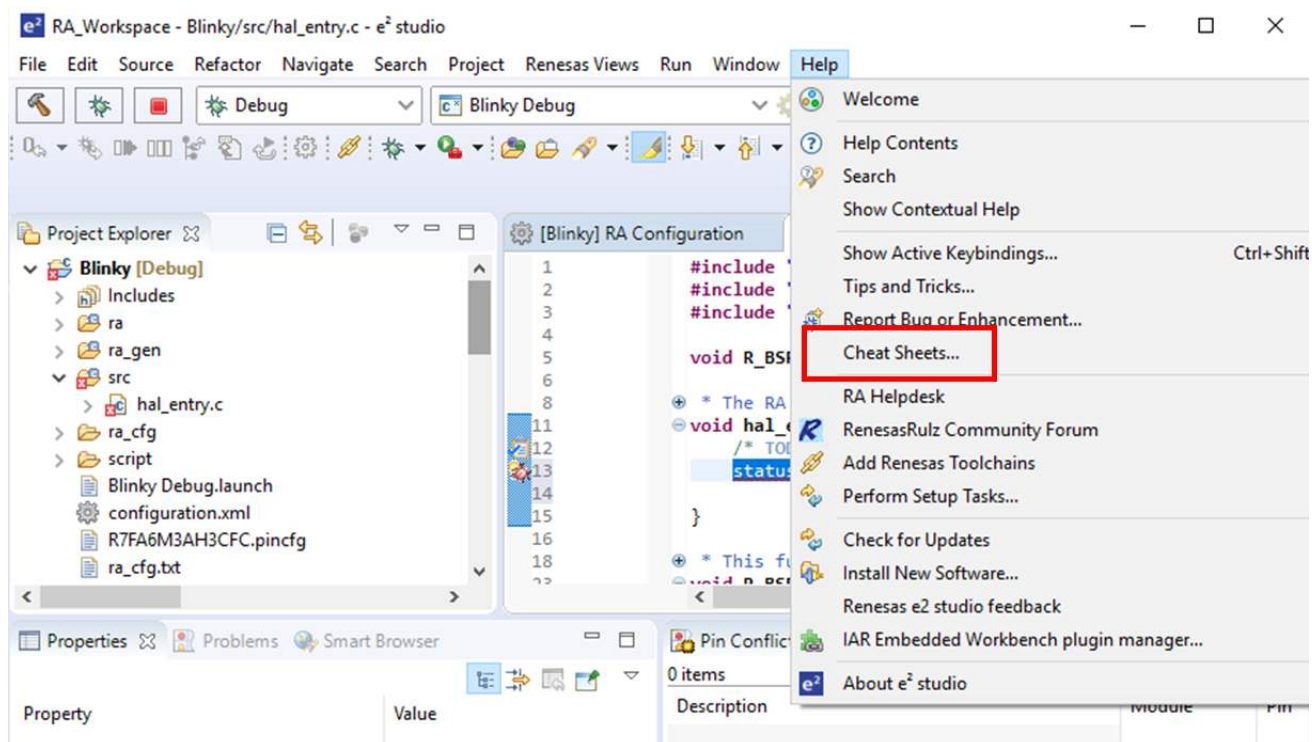 RA_Workspace - Blinky/src/hal_entry.c - e² studio
File Edit Source Refactor Navigate Search Project Renesas Views Run Window Help
Debug
Blinky Debug
Welcome
Help Contents
Search
Show Contextual Help
Show Active Keybindings... Ctrl+Shift
Tips and Tricks...
Report Bug or Enhancement...
Cheat Sheets...
RA Helpdesk
RenesasRulz Community Forum
Add Renesas Toolchains
Perform Setup Tasks...
Check for Updates
Install New Software...
Renesas e2 studio feedback
IAR Embedded Workbench plugin manager...
About e² studio
Project Explorer
Blinky [Debug]
Includes
ra
ra_gen
src
hal_entry.c
ra_cfg
script
Blinky Debug.launch
configuration.xml
R7FA6M3AH3CFC.pincfg
ra_cfg.txt
[Blinky] RA Configuration
1 #include "
2 #include "
3 #include "
4
5 void R_BSP
6
8 * The RA
11 void hal_e
12 /* TOD
13 status
14
15 }
16
18 * This fu
23 void R_BSP
Properties Problems Smart Browser
Property Value
Pin Conflic
0 items
Description Module Pin